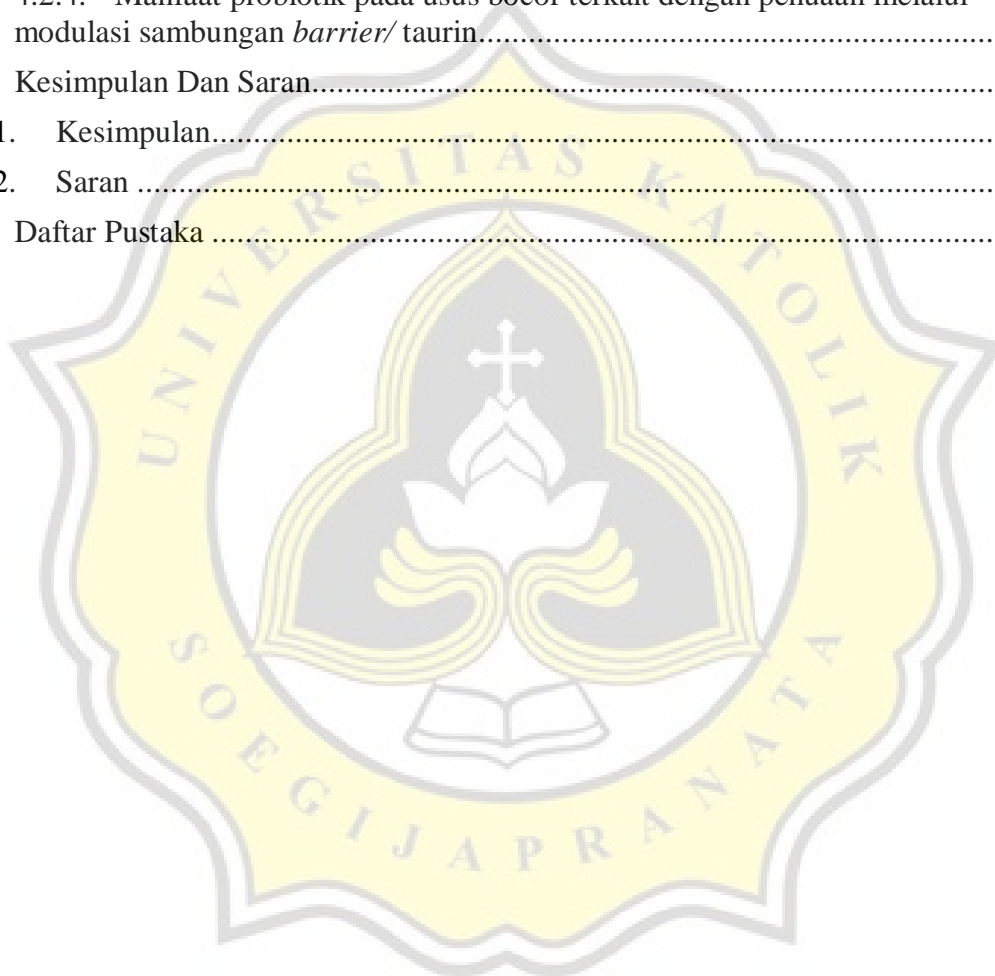 4.2.4. Manfaat probiotik pada usus bocor terkait dengan penuaan melalui
modulasi sambungan barrier/ taurin.......................................................................
Kesimpulan Dan Saran............................................................................................
1. Kesimpulan.........................................................................................................
2. Saran ..................................................................................................................
Daftar Pustaka .........................................................................................................
UNIVERSITAS KATOLIK
SOEGIJAPRANATA